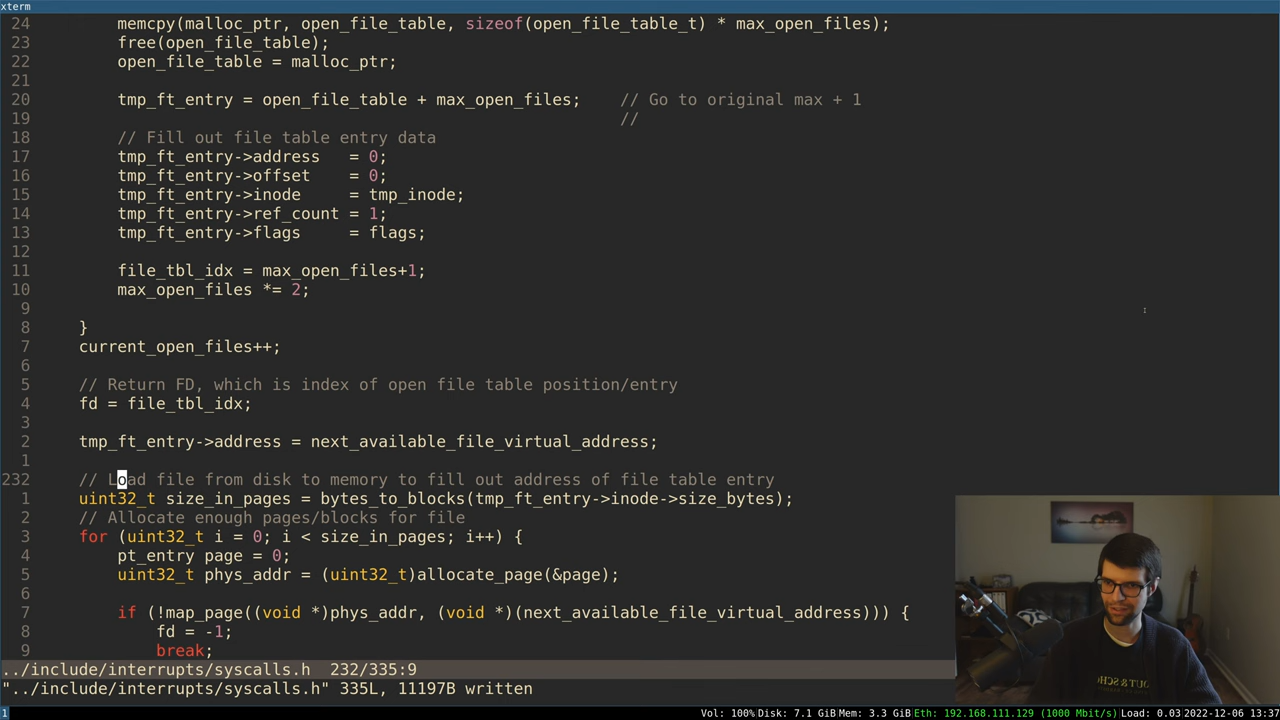 xterm
24 memcpy(malloc_ptr, open_file_table, sizeof(open_file_table_t) * max_open_files);
23 free(open_file_table);
22 open_file_table = malloc_ptr;
21
20 tmp_ft_entry = open_file_table + max_open_files; // Go to original max + 1
19 //
18 // Fill out file table entry data
17 tmp_ft_entry->address = 0;
16 tmp_ft_entry->offset = 0;
15 tmp_ft_entry->inode = tmp_inode;
14 tmp_ft_entry->ref_count = 1;
13 tmp_ft_entry->flags = flags;
12
11 file_tbl_idx = max_open_files+1;
10 max_open_files *= 2;
9
8 }
7 current_open_files++;
6
5 // Return FD, which is index of open file table position/entry
4 fd = file_tbl_idx;
3
2 tmp_ft_entry->address = next_available_file_virtual_address;
1
232 // Load file from disk to memory to fill out address of file table entry
1 uint32_t size_in_pages = bytes_to_blocks(tmp_ft_entry->inode->size_bytes);
2 // Allocate enough pages/blocks for file
3 for (uint32_t i = 0; i < size_in_pages; i++) {
4 pt_entry page = 0;
5 uint32_t phys_addr = (uint32_t)allocate_page(&page);
6
7 if (!map_page((void *)phys_addr, (void *)(next_available_file_virtual_address))) {
8 fd = -1;
9 break;
../include/interrupts/syscalls.h 232/335:9
"../include/interrupts/syscalls.h" 335L, 11197B written
1 Vol: 100% Disk: 7.1 GiB Mem: 3.3 GiB Eth: 192.168.111.129 (1000 Mbit/s) Load: 0.03 2022-12-06 13:37